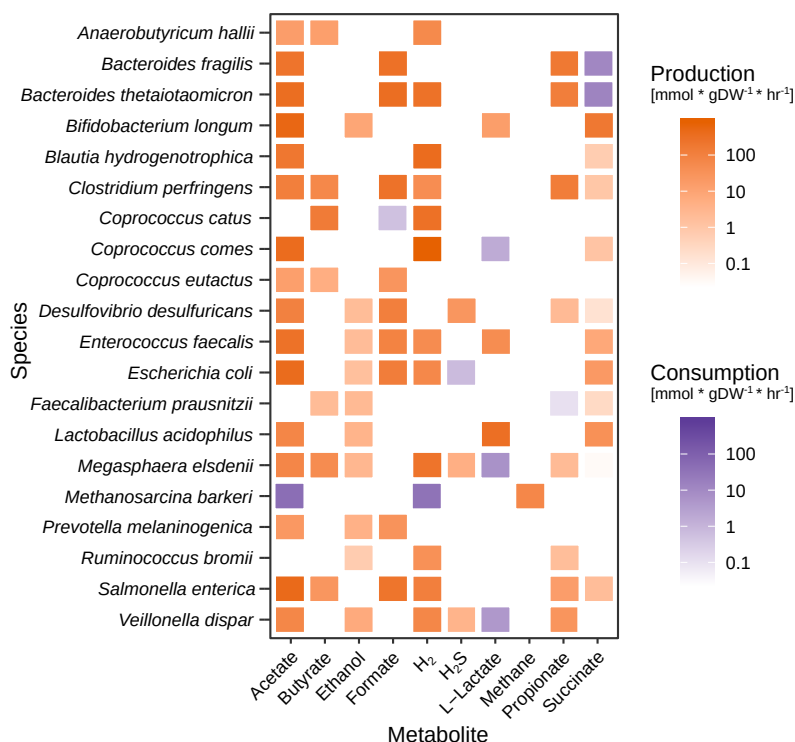 Anaerobutyricum hallii
Bacteroides fragilis
Bacteroides thetaiotaomicron
Bifidobacterium longum
Blautia hydrogenotrophica
Clostridium perfringens
Coprococcus catus
Coprococcus comes
Coprococcus eutactus
Desulfovibrio desulfuricans
Enterococcus faecalis
Escherichia coli
Faecalibacterium prausnitzii
Lactobacillus acidophilus
Megasphaera elsdenii
Methanosarcina barkeri
Prevotella melaninogenica
Ruminococcus bromii
Salmonella enterica
Veillonella dispar
Species
Acetate
Butyrate
Ethanol
Formate
H₂
H₂S
L−Lactate
Methane
Propionate
Succinate
Metabolite
Production
[mmol * gDW⁻¹ * hr⁻¹]
100
10
1
0.1
Consumption
[mmol * gDW⁻¹ * hr⁻¹]
100
10
1
0.1